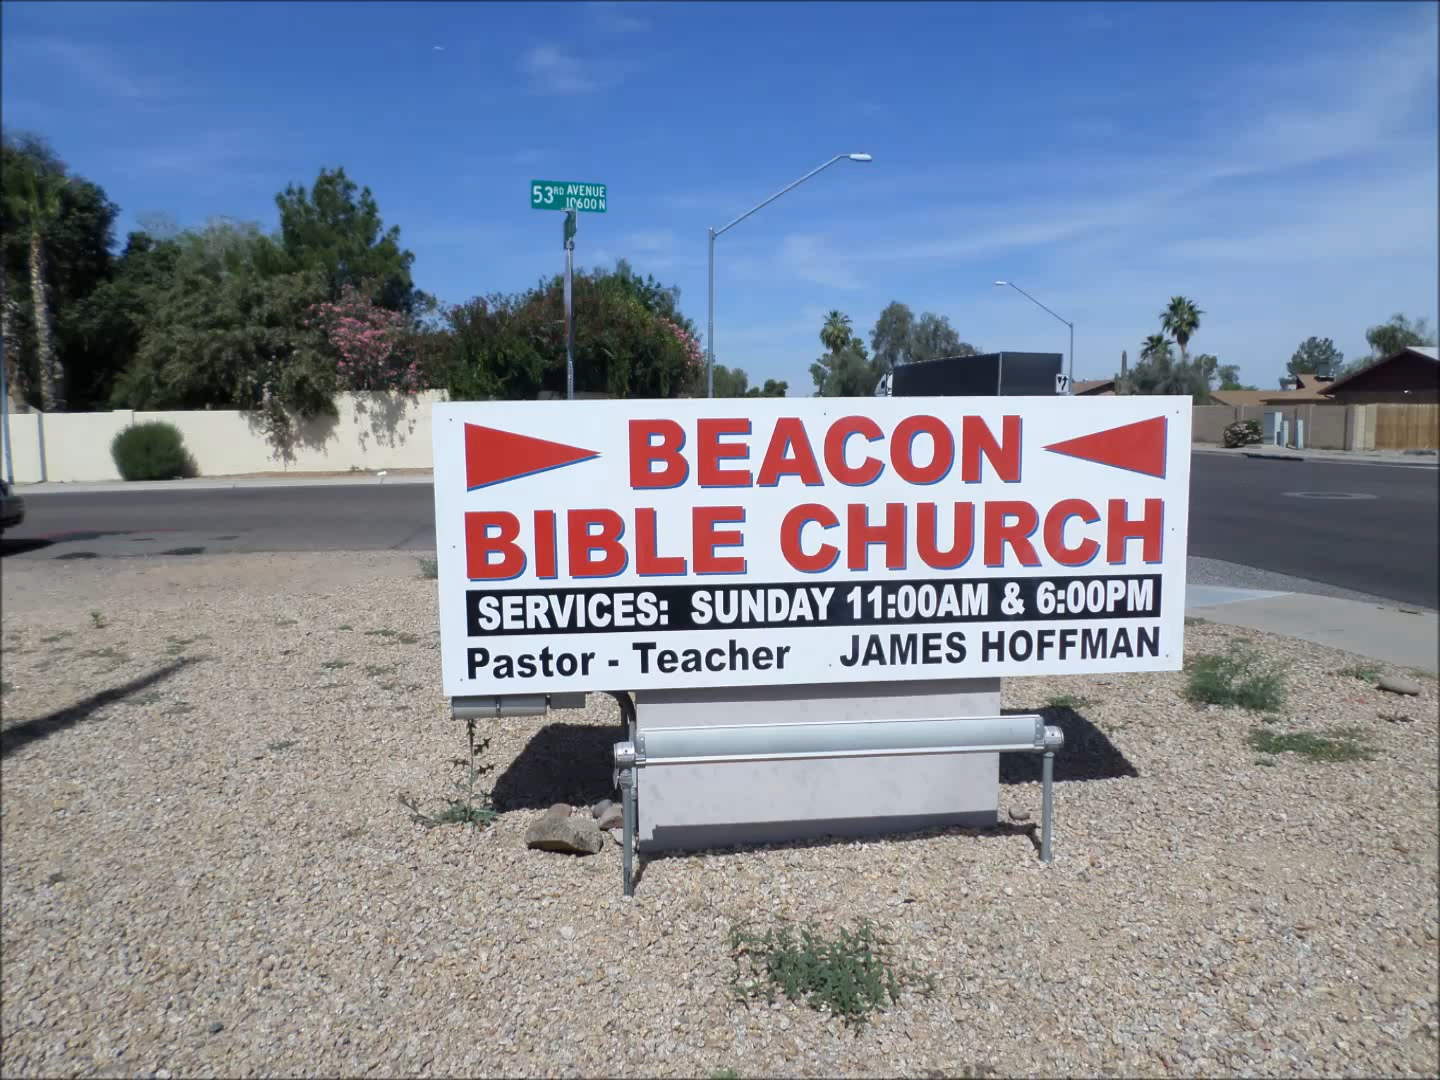 53RD AVENUE
10600 N
BEACON
BIBLE CHURCH
SERVICES: SUNDAY 11:00AM & 6:00PM
Pastor - Teacher JAMES HOFFMAN